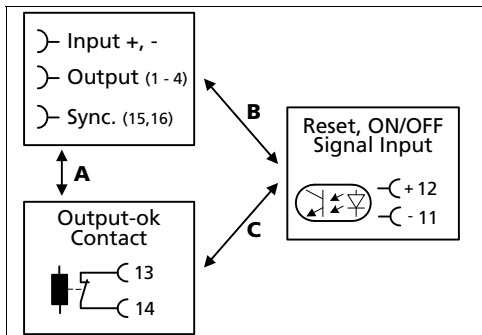 Input +, -
Output (1 - 4)
Sync. (15,16)
A
B
C
Output-ok
Contact
13
14
Reset, ON/OFF
Signal Input
+ 12
- 11